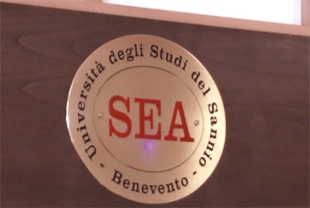 Università degli Studi del Sannio
SEA
- Benevento -